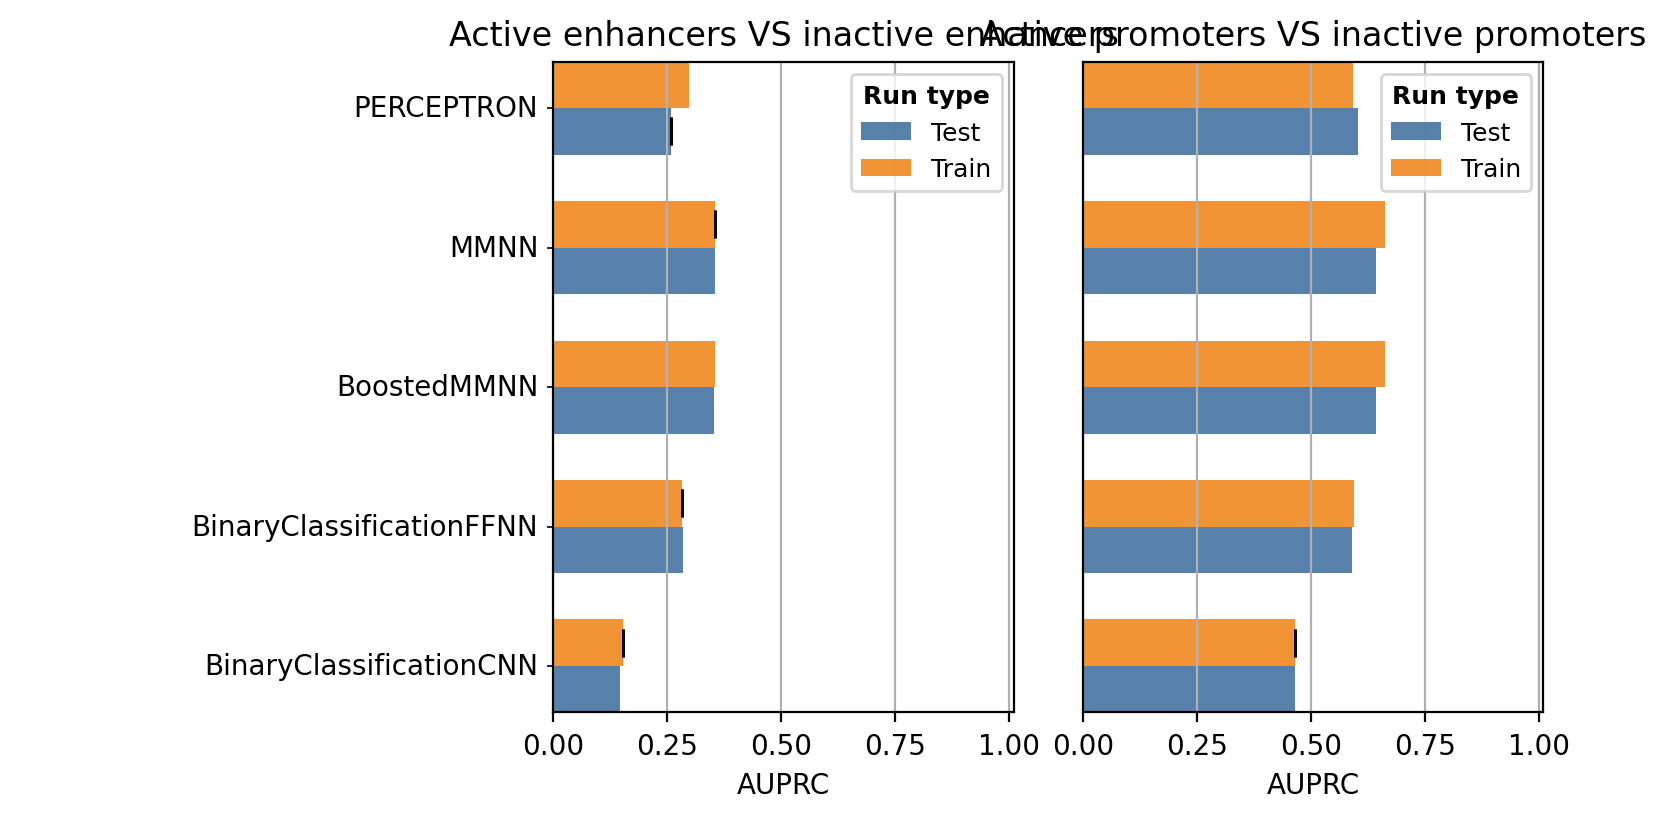 Active enhancers VS inactive enhancers
Active promoters VS inactive promoters
PERCEPTRON
MMNN
BoostedMMNN
BinaryClassificationFFNN
BinaryClassificationCNN
Run type
Test
Train
0.00 0.25 0.50 0.75 1.00
AUPRC
Run type
Test
Train
0.00 0.25 0.50 0.75 1.00
AUPRC